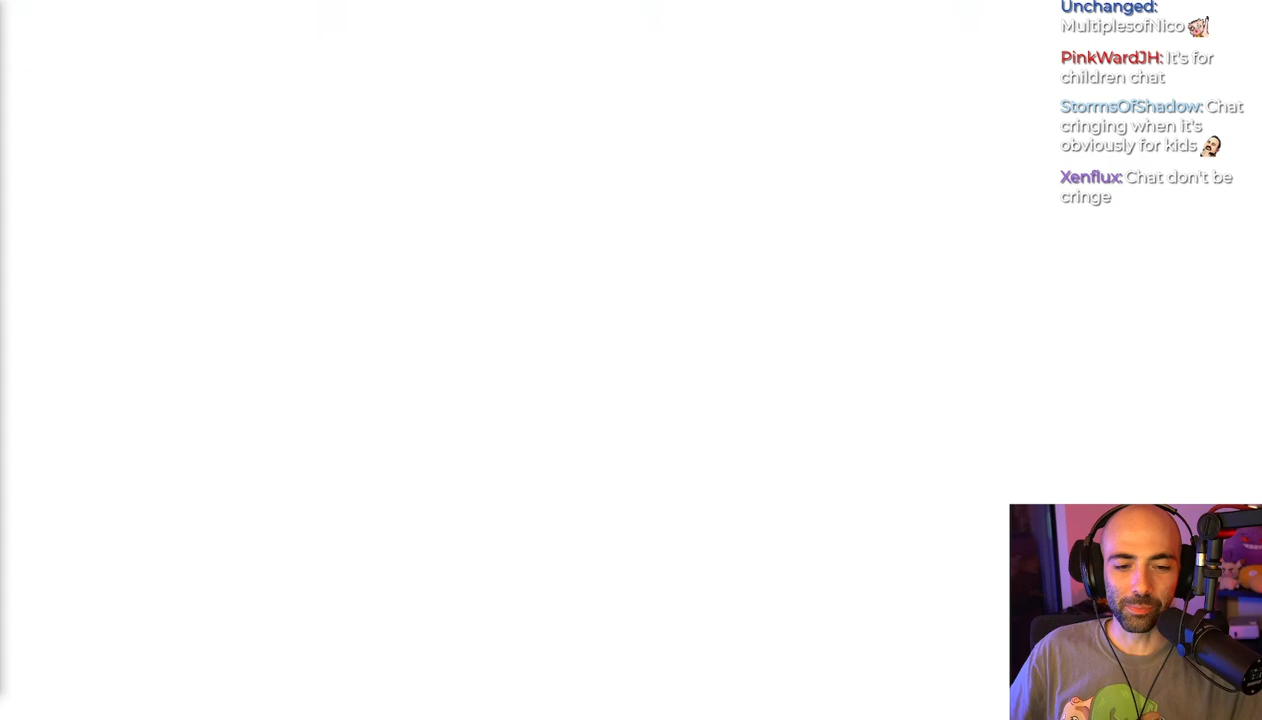 Unchanged:
MultiplesofNico
PinkWardJH: It's for
children chat
StormsOfShadow: Chat
cringing when it's
obviously for kids
Xenflux: Chat don't be
cringe